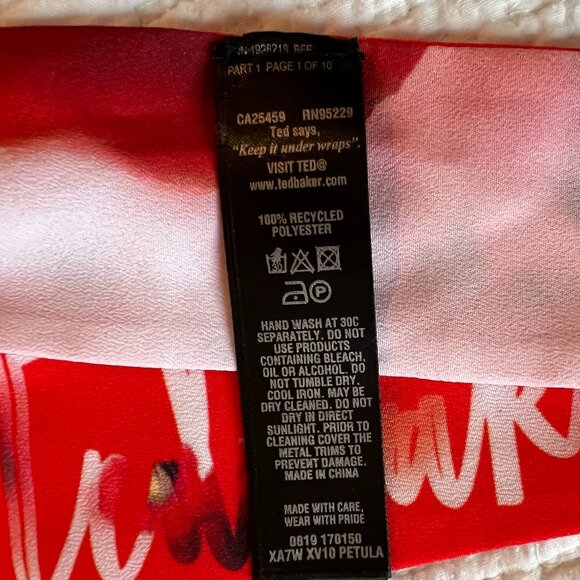 PART 1 PAGE 1 OF 10
CA25459 RN95229
Ted says,
"Keep it under wraps".
VISIT TED@
www.tedbaker.com
100% RECYCLED
POLYESTER
30
P
HAND WASH AT 30C
SEPARATELY. DO NOT
USE PRODUCTS
CONTAINING BLEACH,
OIL OR ALCOHOL. DO
NOT TUMBLE DRY.
COOL IRON. MAY BE
DRY CLEANED. DO NOT
DRY IN DIRECT
SUNLIGHT. PRIOR TO
CLEANING COVER THE
METAL TRIMS TO
PREVENT DAMAGE.
MADE IN CHINA
MADE WITH CARE,
WEAR WITH PRIDE
0819 170150
XA7W XV10 PETULA